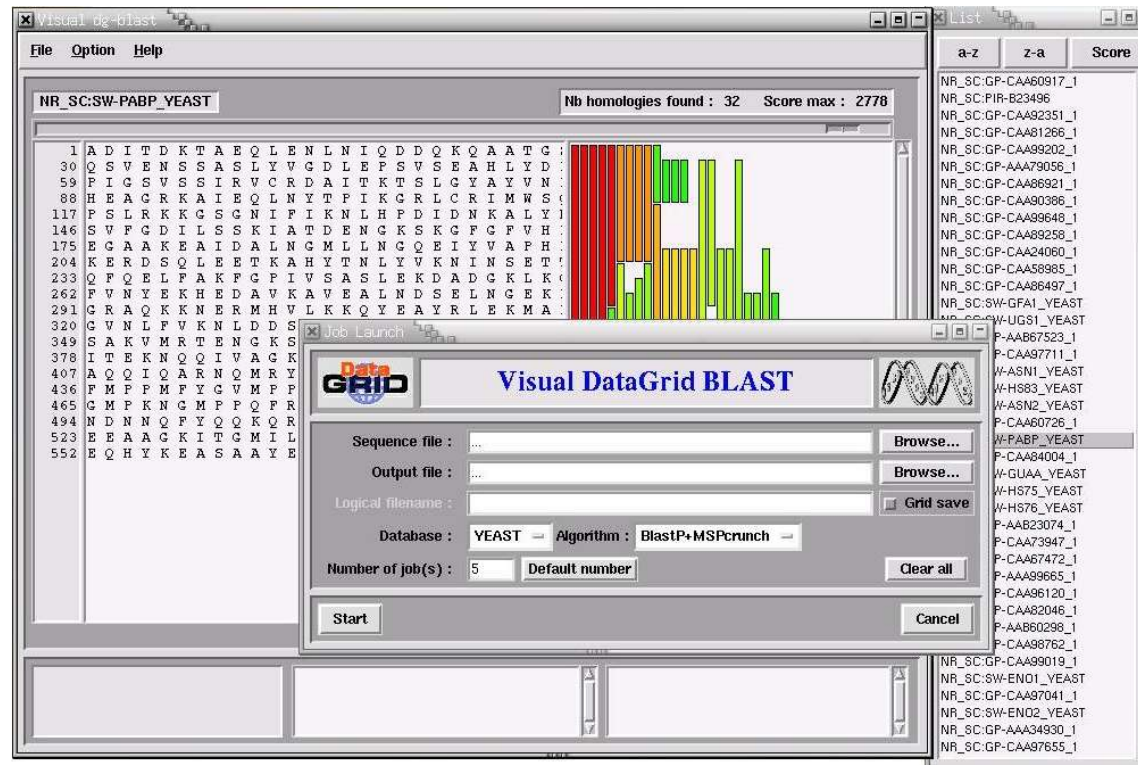 Visual dg-blast
File Option Help
NR_SC:SW-PABP_YEAST
Nb homologies found : 32 Score max : 2778
1 A D I T D K T A E Q L E N L N I Q D D Q K Q A A T G
30 Q S V E N S S A S L Y V G D L E P S V S E A H L Y D
59 P I G S V S S I R V C R D A I T K T S L G Y A Y V N
88 H E A G R K A I E Q L N Y T P I K G R L C R I M W S
117 P S L R K K G S G N I F I K N L H P D I D N K A L Y
146 S V F G D I L S S K I A T D E N G K S K G F G F V H
175 E G A A K E A I D A L N G M L L N G Q E I Y V A P H
204 K E R D S Q L E E T K A H Y T N L Y V K N I N S E T
233 Q F Q E L F A K F G P I V S A S L E K D A D G K L K
262 F V N Y E K H E D A V K A V E A L N D S E L N G E K
291 G R A Q K K N E R M H V L K K Q Y E A Y R L E K M A
320 G V N L F V K N L D D S
349 S A K V M R T E N G K S
378 I T E K N Q Q I V A G K
407 A Q Q I Q A R N Q M R Y
436 F M P P M F Y G V M P P
465 G M P K N G M P P Q F R
494 N D N N Q F Y Q Q K Q R
523 E E A A G K I T G M I L
552 E Q H Y K E A S A A Y E
Job Launch
Data GRID
Visual DataGrid BLAST
Sequence file : ... Browse...
Output file : ... Browse...
Logical filename : Grid save
Database : YEAST Algorithm : BlastP+MSPcrunch
Number of job(s) : 5 Default number Clear all
Start Cancel
List
a-z z-a Score
NR_SC:GP-CAA60917_1
NR_SC:PIR-B23496
NR_SC:GP-CAA92351_1
NR_SC:GP-CAA81266_1
NR_SC:GP-CAA99202_1
NR_SC:GP-AAA79056_1
NR_SC:GP-CAA86921_1
NR_SC:GP-CAA90386_1
NR_SC:GP-CAA99648_1
NR_SC:GP-CAA89258_1
NR_SC:GP-CAA24060_1
NR_SC:GP-CAA58985_1
NR_SC:GP-CAA86497_1
NR_SC:SW-GFA1_YEAST
W-UGS1_YEAST
P-AAB67523_1
P-CAA97711_1
W-ASN1_YEAST
W-HS83_YEAST
W-ASN2_YEAST
P-CAA60726_1
W-PABP_YEAST
P-CAA84004_1
W-GUAA_YEAST
W-HS75_YEAST
W-HS76_YEAST
P-AAB23074_1
P-CAA73947_1
P-CAA67472_1
P-AAA99665_1
P-CAA96120_1
P-CAA82046_1
P-AAB60298_1
P-CAA98762_1
NR_SC:GP-CAA99019_1
NR_SC:SW-ENO1_YEAST
NR_SC:GP-CAA97041_1
NR_SC:SW-ENO2_YEAST
NR_SC:GP-AAA34930_1
NR_SC:GP-CAA97655_1